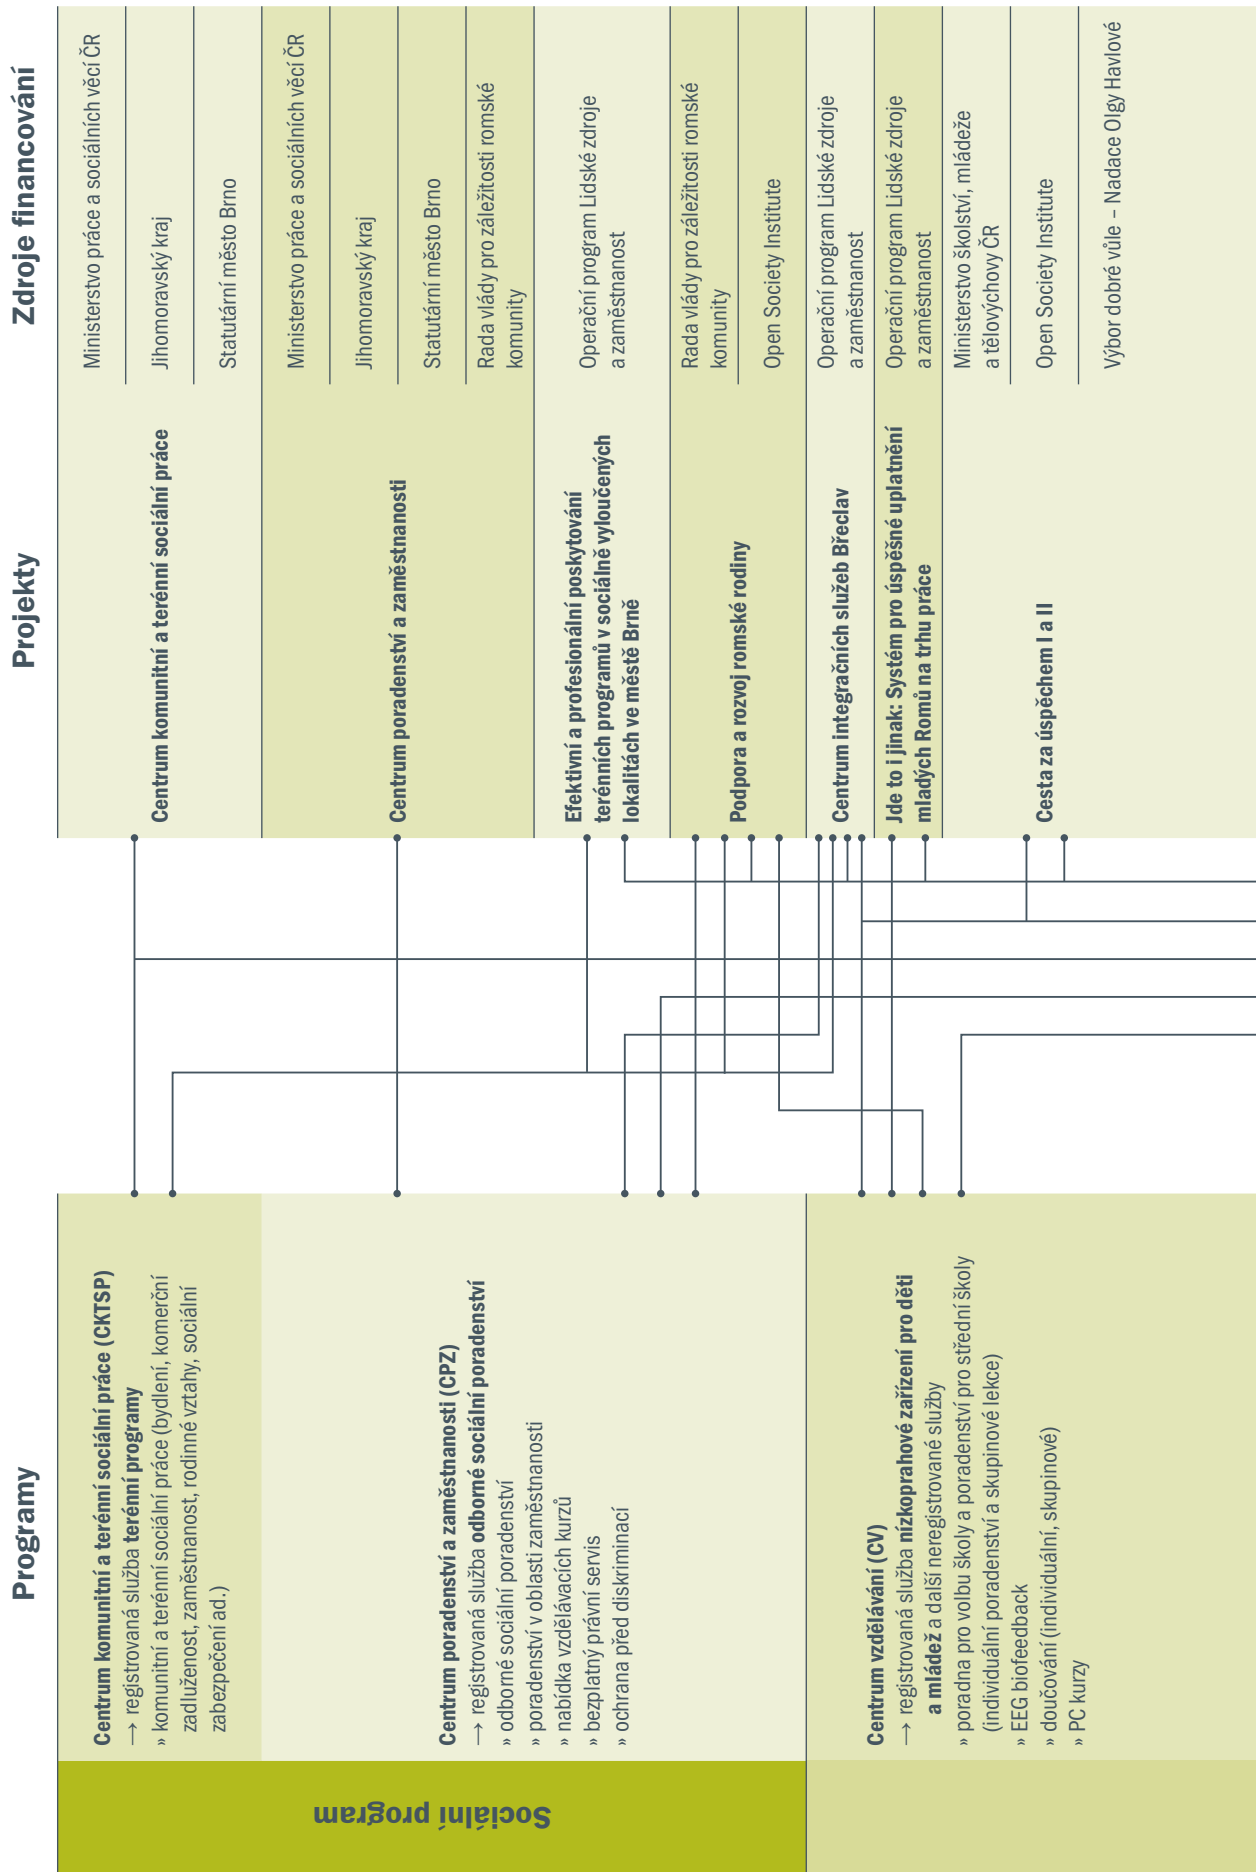 Programy
Projekty
Zdroje financování
Sociální program
Centrum komunitní a terénní sociální práce (CKTSP)
→ registrovaná služba terénní programy
» komunitní a terénní sociální práce (bydlení, komerční
zadluženost, zaměstnanost, rodinné vztahy, sociální
zabezpečení ad.)
Centrum poradenství a zaměstnanosti (CPZ)
→ registrovaná služba odborné sociální poradenství
» odborné sociální poradenství
» poradenství v oblasti zaměstnanosti
» nabídka vzdělávacích kurzů
» bezplatný právní servis
» ochrana před diskriminací
Centrum vzdělávání (CV)
→ registrovaná služba nízkoprahové zařízení pro děti
a mládež a další neregistrované služby
» poradna pro volbu školy a poradenství pro střední školy
(individuální poradenství a skupinové lekce)
» EEG biofeedback
» doučování (individuální, skupinové)
» PC kurzy
Centrum komunitní a terénní sociální práce
Ministerstvo práce a sociálních věcí ČR
Jihomoravský kraj
Statutární město Brno
Centrum poradenství a zaměstnanosti
Ministerstvo práce a sociálních věcí ČR
Jihomoravský kraj
Statutární město Brno
Rada vlády pro záležitosti romské
komunity
Efektivní a profesionální poskytování
terénních programů v sociálně vyloučených
lokalitách ve městě Brně
Operační program Lidské zdroje
a zaměstnanost
Podpora a rozvoj romské rodiny
Rada vlády pro záležitosti romské
komunity
Open Society Institute
Centrum integračních služeb Břeclav
Operační program Lidské zdroje
a zaměstnanost
Jde to i jinak: Systém pro úspěšné uplatnění
mladých Romů na trhu práce
Operační program Lidské zdroje
a zaměstnanost
Cesta za úspěchem I a II
Ministerstvo školství, mládeže
a tělovýchovy ČR
Open Society Institute
Výbor dobré vůle – Nadace Olgy Havlové